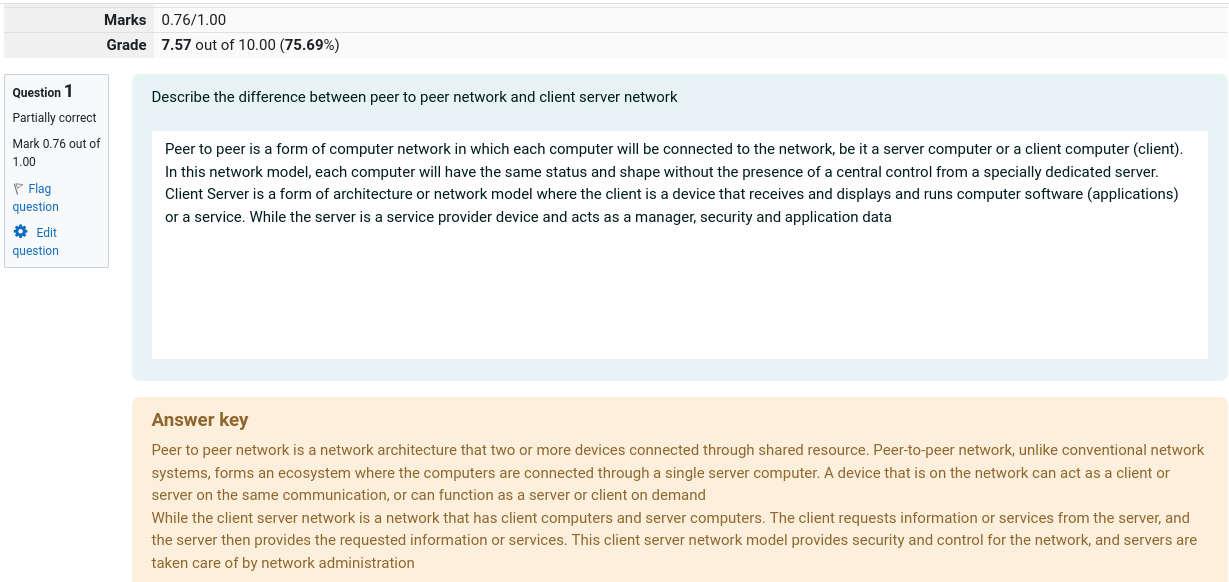 Marks 0.76/1.00
Grade 7.57 out of 10.00 (75.69%)
Question 1
Partially correct
Mark 0.76 out of
1.00
Flag
question
Edit
question
Describe the difference between peer to peer network and client server network
Peer to peer is a form of computer network in which each computer will be connected to the network, be it a server computer or a client computer (client).
In this network model, each computer will have the same status and shape without the presence of a central control from a specially dedicated server.
Client Server is a form of architecture or network model where the client is a device that receives and displays and runs computer software (applications)
or a service. While the server is a service provider device and acts as a manager, security and application data
Answer key
Peer to peer network is a network architecture that two or more devices connected through shared resource. Peer-to-peer network, unlike conventional network
systems, forms an ecosystem where the computers are connected through a single server computer. A device that is on the network can act as a client or
server on the same communication, or can function as a server or client on demand
While the client server network is a network that has client computers and server computers. The client requests information or services from the server, and
the server then provides the requested information or services. This client server network model provides security and control for the network, and servers are
taken care of by network administration